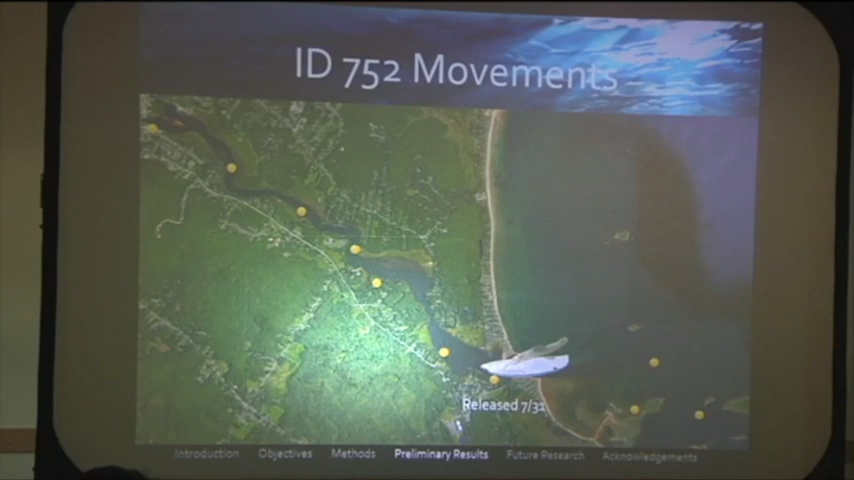 ID 752 Movements
Released 7/31
Introduction Objectives Methods Preliminary Results Future Research Acknowledgements